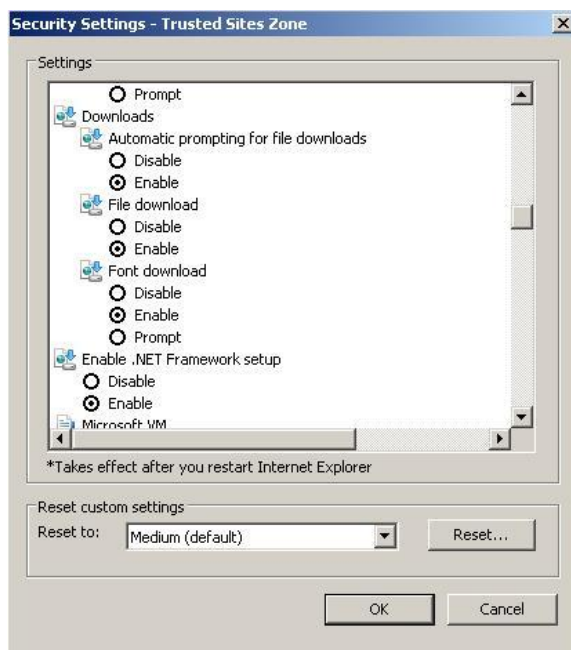 Security Settings - Trusted Sites Zone
Settings
Prompt
Downloads
Automatic prompting for file downloads
Disable
Enable
File download
Disable
Enable
Font download
Disable
Enable
Prompt
Enable .NET Framework setup
Disable
Enable
Microsoft VM
*Takes effect after you restart Internet Explorer
Reset custom settings
Reset to: Medium (default) Reset...
OK Cancel